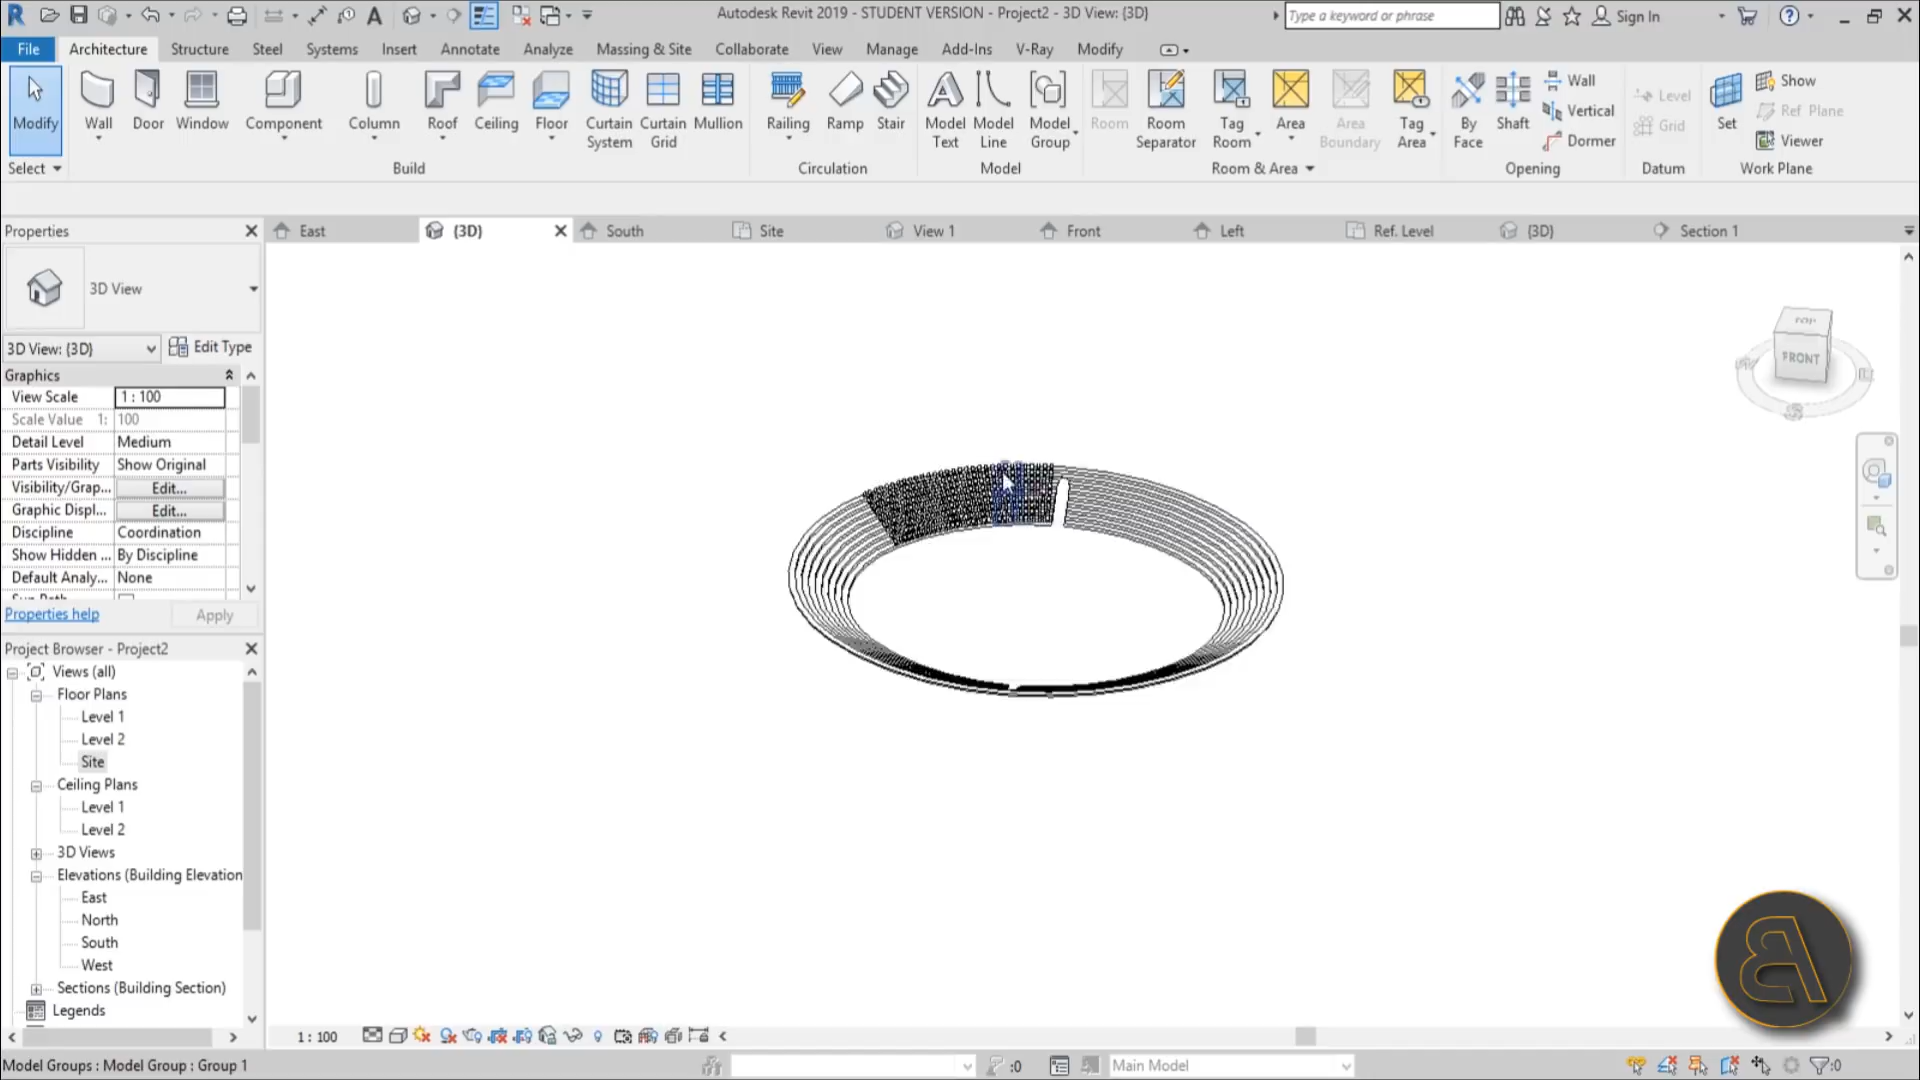 Autodesk Revit 2019 - STUDENT VERSION - Project2 - 3D View: {3D}
Type a keyword or phrase
Sign In
File Architecture Structure Steel Systems Insert Annotate Analyze Massing & Site Collaborate View Manage Add-Ins V-Ray Modify
Modify Wall Door Window Component Column Roof Ceiling Floor Curtain System Curtain Grid Mullion Railing Ramp Stair Model Text Model Line Model Group Room Room Separator Tag Room Area Area Boundary Tag Area By Face Shaft Wall Vertical Dormer Level Grid Set Show Ref Plane Viewer
Select Build Circulation Model Room & Area Opening Datum Work Plane
Properties
East {3D} South Site View 1 Front Left Ref. Level {3D} Section 1
3D View
3D View: {3D} Edit Type
Graphics
View Scale 1 : 100
Scale Value 1: 100
Detail Level Medium
Parts Visibility Show Original
Visibility/Grap... Edit...
Graphic Displ... Edit...
Discipline Coordination
Show Hidden ... By Discipline
Default Analy... None
Properties help Apply
TOP
FRONT
Project Browser - Project2
Views (all)
Floor Plans
Level 1
Level 2
Site
Ceiling Plans
Level 1
Level 2
3D Views
Elevations (Building Elevation
East
North
South
West
Sections (Building Section)
Legends
1 : 100
Model Groups : Model Group : Group 1
:0
Main Model
:0